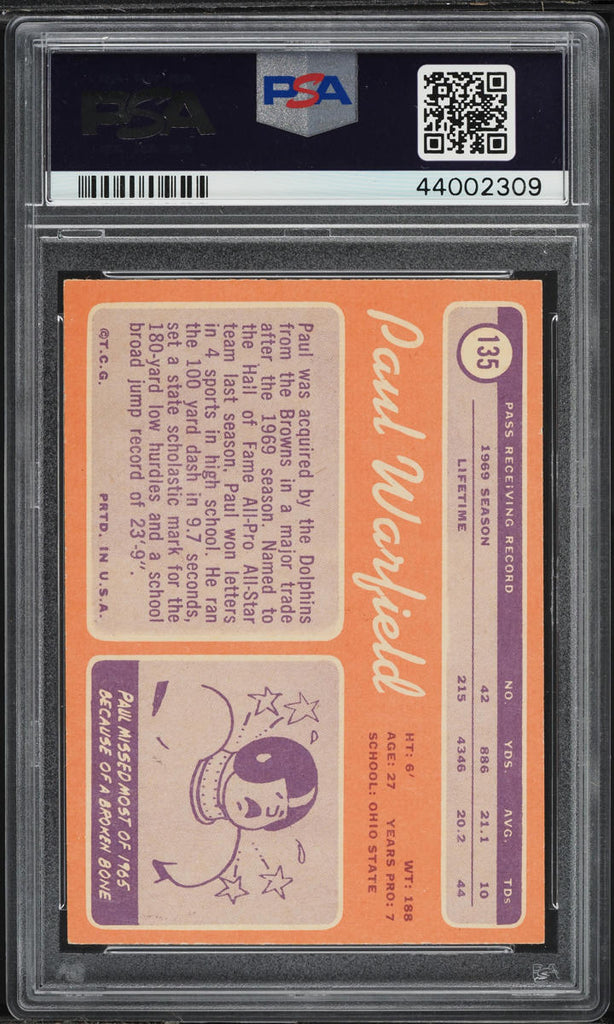 PSA
PSA
44002309
135
PASS RECEIVING RECORD NO. YDS. AVG. TDs
1969 SEASON 42 886 21.1 10
LIFETIME 215 4346 20.2 44
Paul Warfield
HT: 6' WT: 188
AGE: 27 YEARS PRO: 7
SCHOOL: OHIO STATE
Paul was acquired by the Dolphins
from the Browns in a major trade
after the 1969 season. Named to
the Hall of Fame All-Pro All-Star
team last season. Paul won letters
in 4 sports in high school. He ran
the 100 yard dash in 9.7 seconds,
set a state scholastic mark for the
180-yard low hurdles and a school
broad jump record of 23'-9".
©T.C.G. PRTD. IN U.S.A.
PAUL MISSED MOST OF 1965
BECAUSE OF A BROKEN BONE